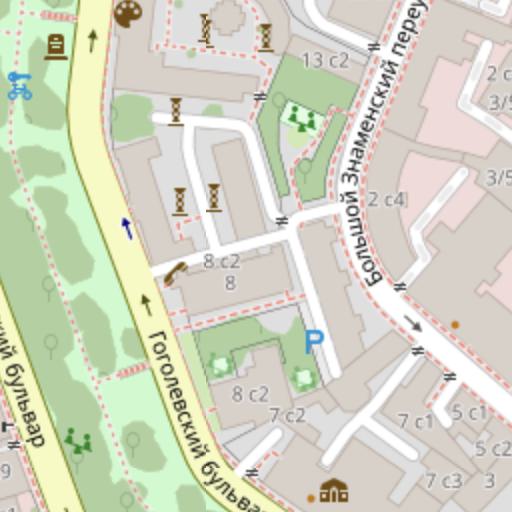 13 с2
2 с
3/5
Большой Знаменский переу
3/5
2 с4
8 с2
8
P
ский бульвар
Гоголевский бульвар
8 с2
7 с2
7 с1
5 с1
5 с2
9
7 с3
3